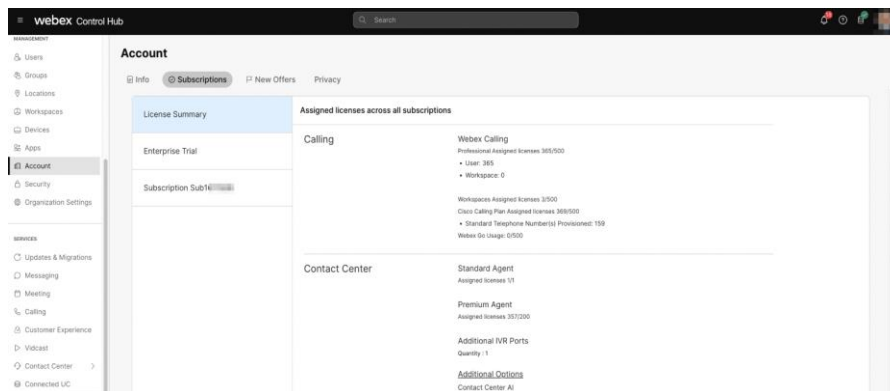 webex Control Hub
Search
MANAGEMENT
Users
Groups
Locations
Workspaces
Devices
Apps
Account
Security
Organization Settings
SERVICES
Updates & Migrations
Messaging
Meeting
Calling
Customer Experience
Vidcast
Contact Center
Connected UC
Account
Info
Subscriptions
New Offers
Privacy
License Summary
Enterprise Trial
Subscription Sub16
Assigned licenses across all subscriptions
Calling
Webex Calling
Professional Assigned licenses 365/500
• User: 365
• Workspace: 0
Workspaces Assigned licenses 3/500
Cisco Calling Plan Assigned licenses 369/500
• Standard Telephone Number(s) Provisioned: 159
Webex Go Usage: 0/500
Contact Center
Standard Agent
Assigned licenses 1/1
Premium Agent
Assigned licenses 357/200
Additional IVR Ports
Quantity : 1
Additional Options
Contact Center AI